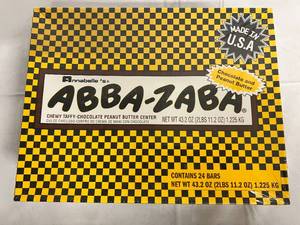 MADE IN
U.S.A
Chocolate and
Peanut Butter
Annabelle's
ABBA-ZABA
CHEWY TAFFY-CHOCOLATE PEANUT BUTTER CENTER
NET WT 43.2 OZ (2LBS 11.2 OZ) 1.225 KG
CONTAINS 24 BARS
NET WT 43.2 OZ (2LBS 11.2 OZ) 1.225 KG